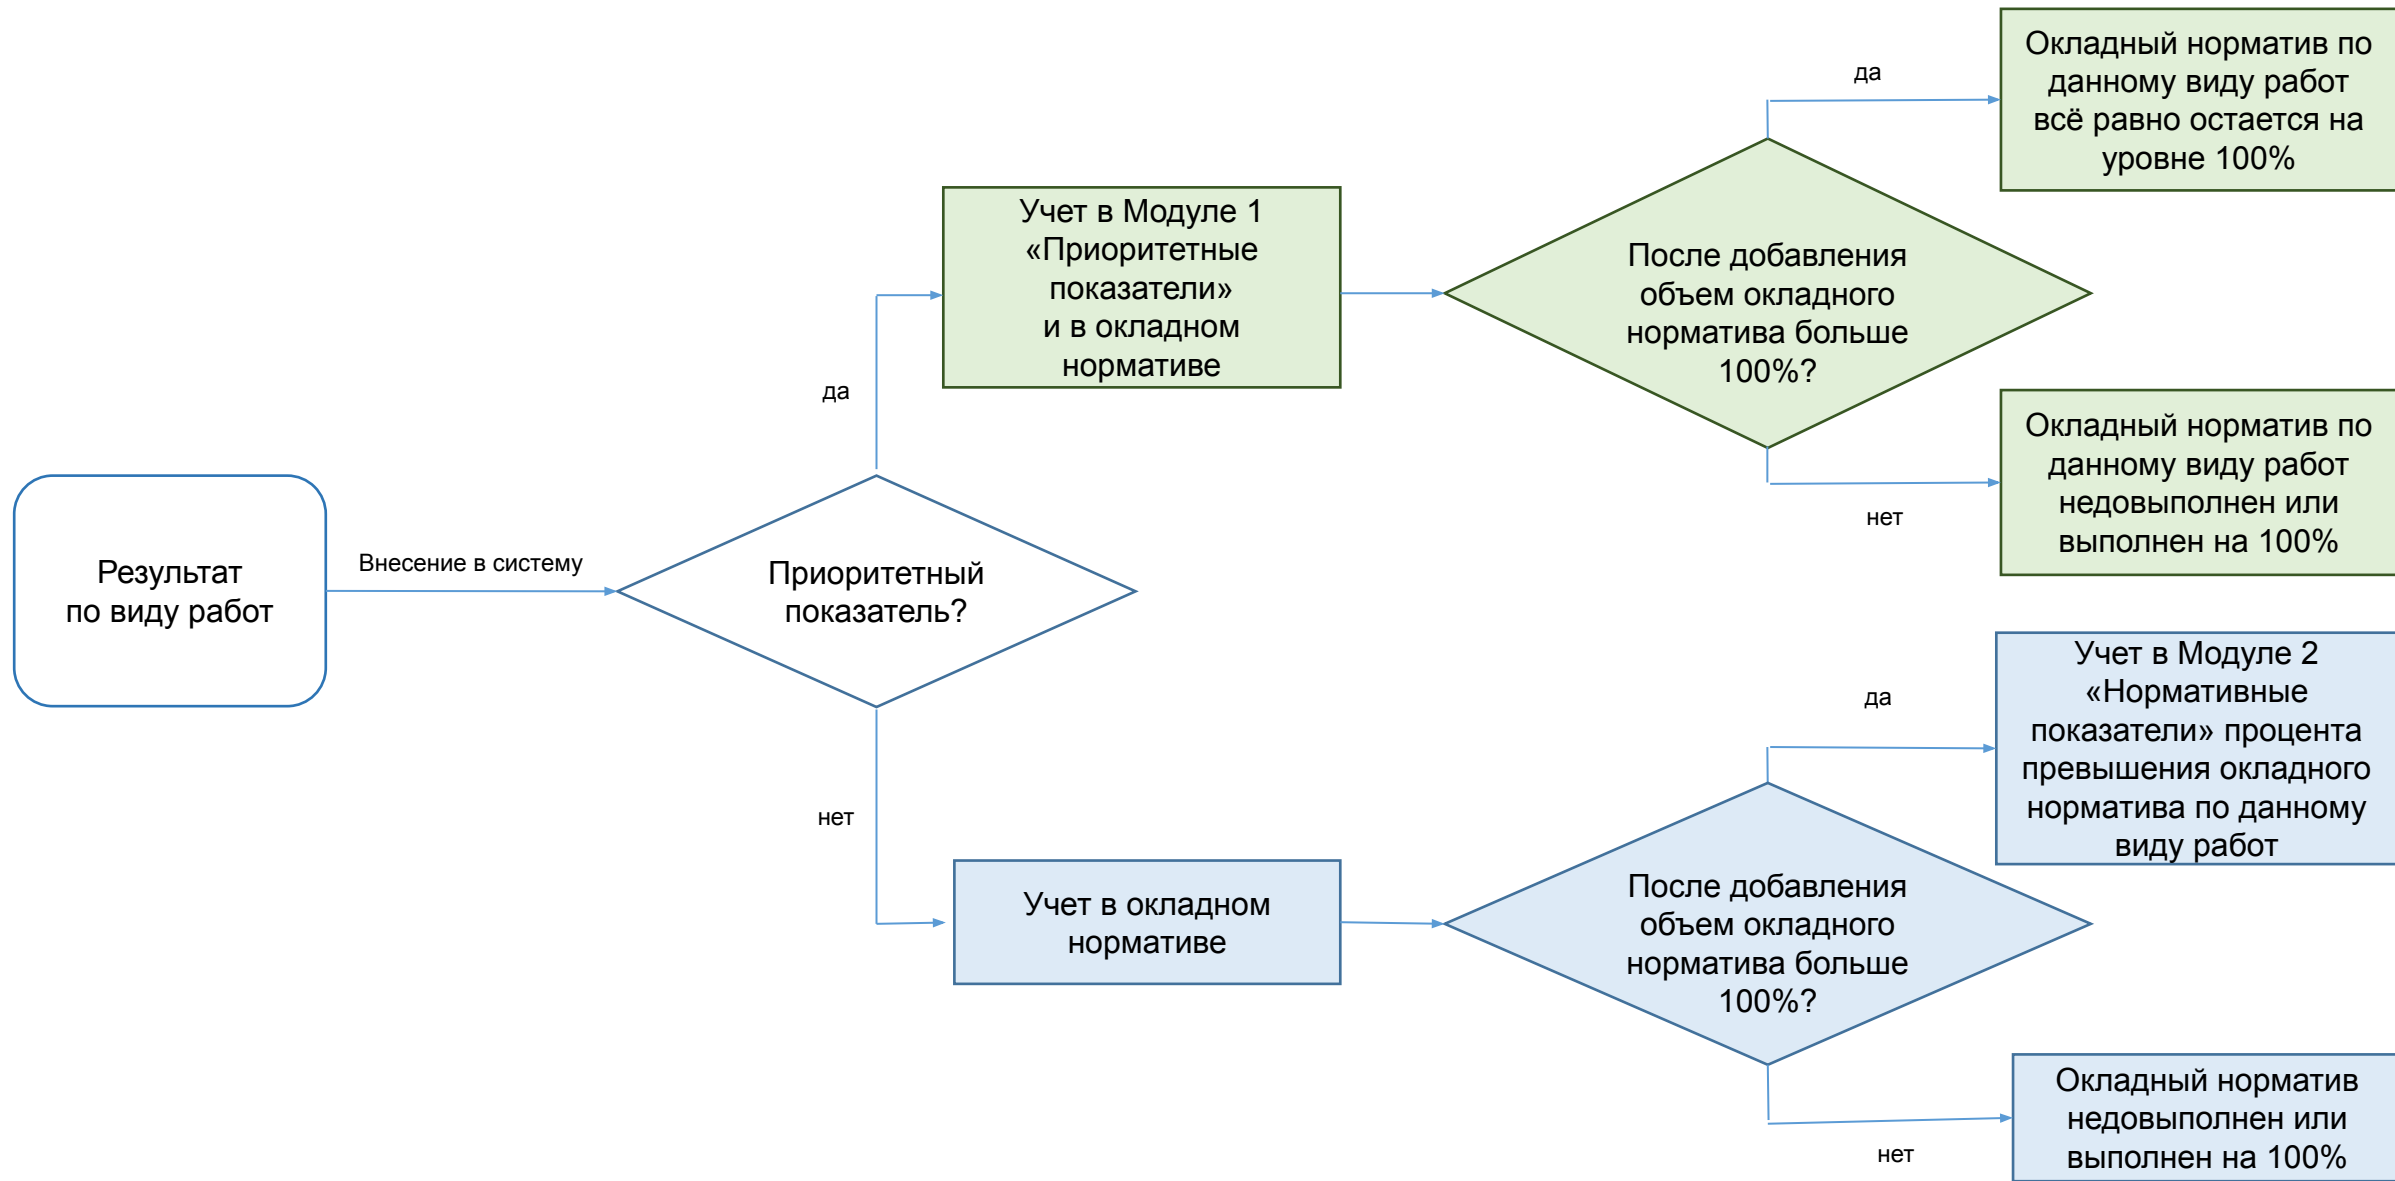 Результат
по виду работ
Внесение в систему
Приоритетный
показатель?
да
Учет в Модуле 1
«Приоритетные
показатели»
и в окладном
нормативе
После добавления
объем окладного
норматива больше
100%?
да
Окладный норматив по
данному виду работ
всё равно остается на
уровне 100%
нет
Окладный норматив по
данному виду работ
недовыполнен или
выполнен на 100%
нет
Учет в окладном
нормативе
После добавления
объем окладного
норматива больше
100%?
да
Учет в Модуле 2
«Нормативные
показатели» процента
превышения окладного
норматива по данному
виду работ
нет
Окладный норматив
недовыполнен или
выполнен на 100%